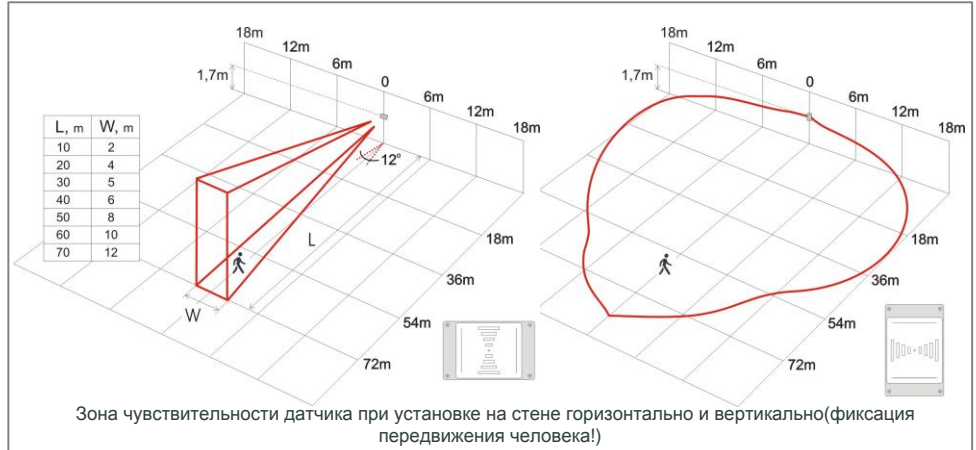 18m
12m
6m
0
6m
12m
18m
1,7m
L, m W, m
10 2
20 4
30 5
40 6
50 8
60 10
70 12
12°
L
W
18m
36m
54m
72m
18m
12m
6m
0
6m
12m
18m
1,7m
18m
36m
54m
72m
Зона чувствительности датчика при установке на стене горизонтально и вертикально(фиксация
передвижения человека!)